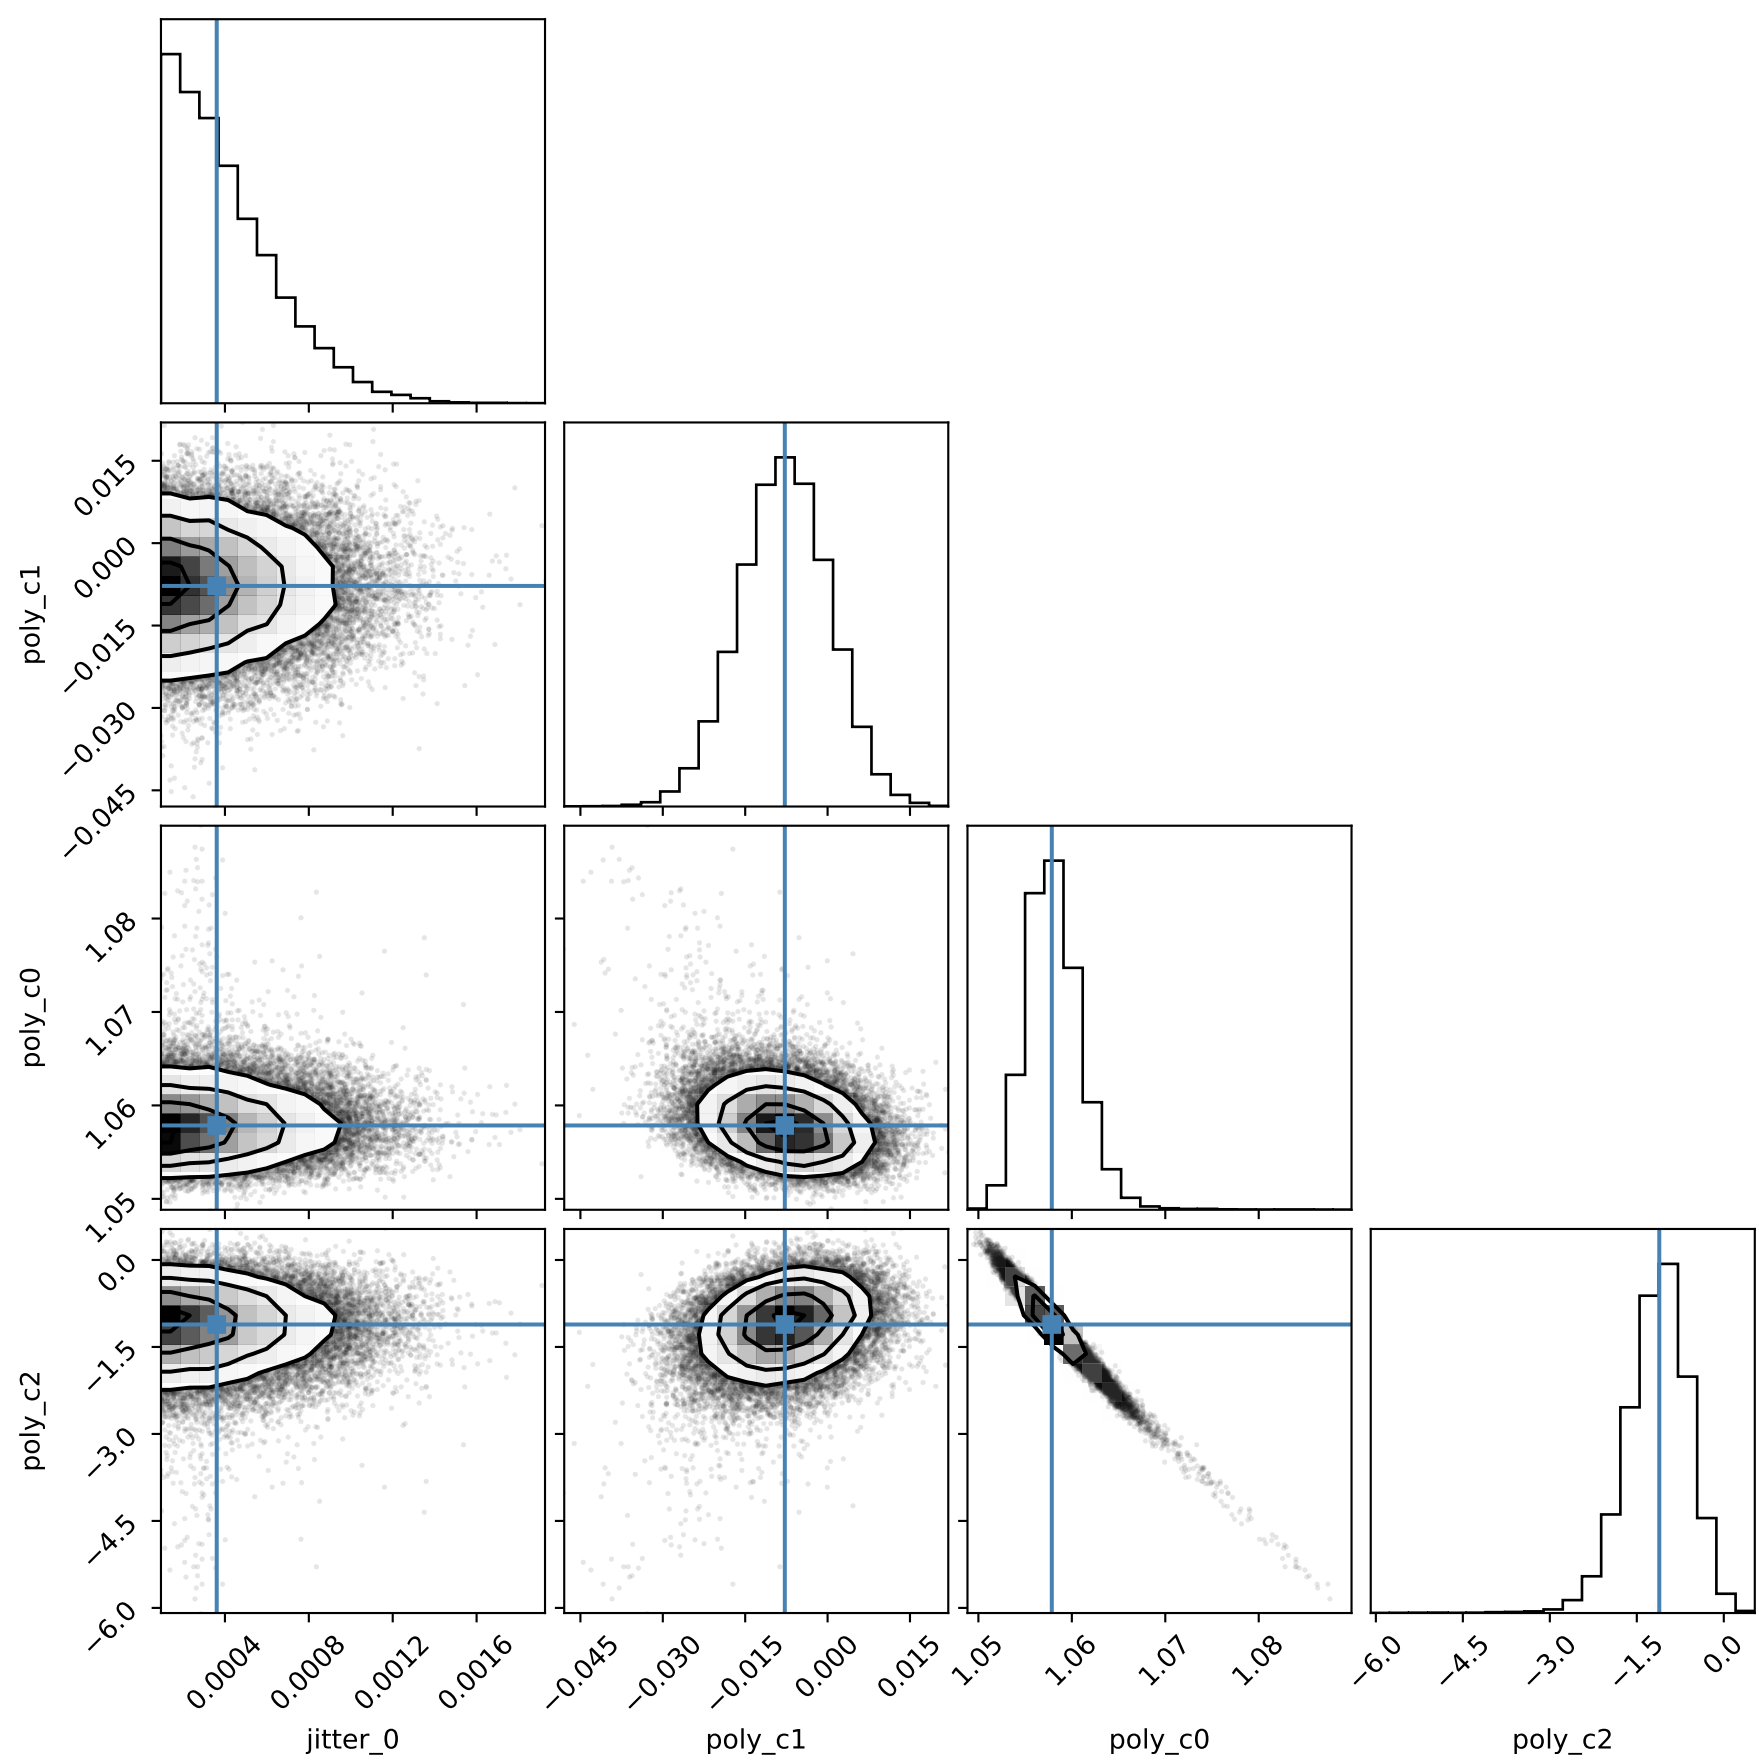 0.015
0.000
−0.015
−0.030
−0.045
poly_c1
1.08
1.07
1.06
1.05
poly_c0
0.0
−1.5
−3.0
−4.5
−6.0
poly_c2
0.0004 0.0008 0.0012 0.0016
−0.045 −0.030 −0.015 0.000 0.015
1.05 1.06 1.07 1.08
−6.0 −4.5 −3.0 −1.5 0.0
jitter_0 poly_c1 poly_c0 poly_c2